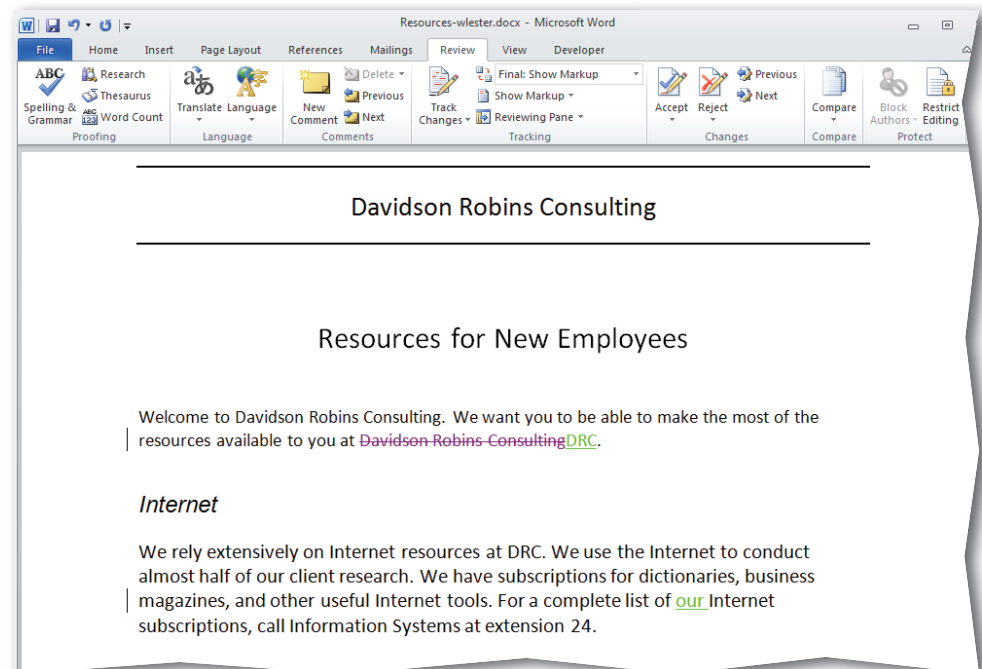 Resources-wlester.docx - Microsoft Word
File Home Insert Page Layout References Mailings Review View Developer
ABC Research Delete Previous Final: Show Markup Previous
Thesaurus Previous Show Markup Next
Spelling & Grammar ABC 123 Word Count Translate Language New Comment Next Track Changes Reviewing Pane Accept Reject Compare Block Authors Restrict Editing
Proofing Language Comments Tracking Changes Compare Protect
Davidson Robins Consulting
Resources for New Employees
Welcome to Davidson Robins Consulting. We want you to be able to make the most of the
resources available to you at Davidson Robins ConsultingDRC.
Internet
We rely extensively on Internet resources at DRC. We use the Internet to conduct
almost half of our client research. We have subscriptions for dictionaries, business
magazines, and other useful Internet tools. For a complete list of our Internet
subscriptions, call Information Systems at extension 24.